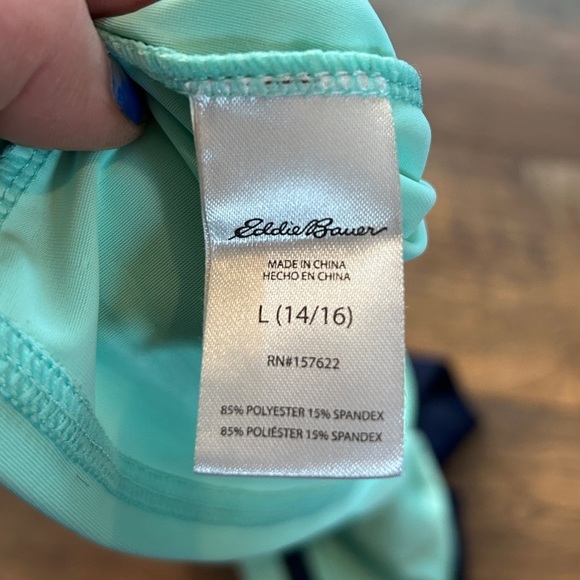 Eddie Bauer
MADE IN CHINA
HECHO EN CHINA
L (14/16)
RN#157622
85% POLYESTER 15% SPANDEX
85% POLIÉSTER 15% SPANDEX